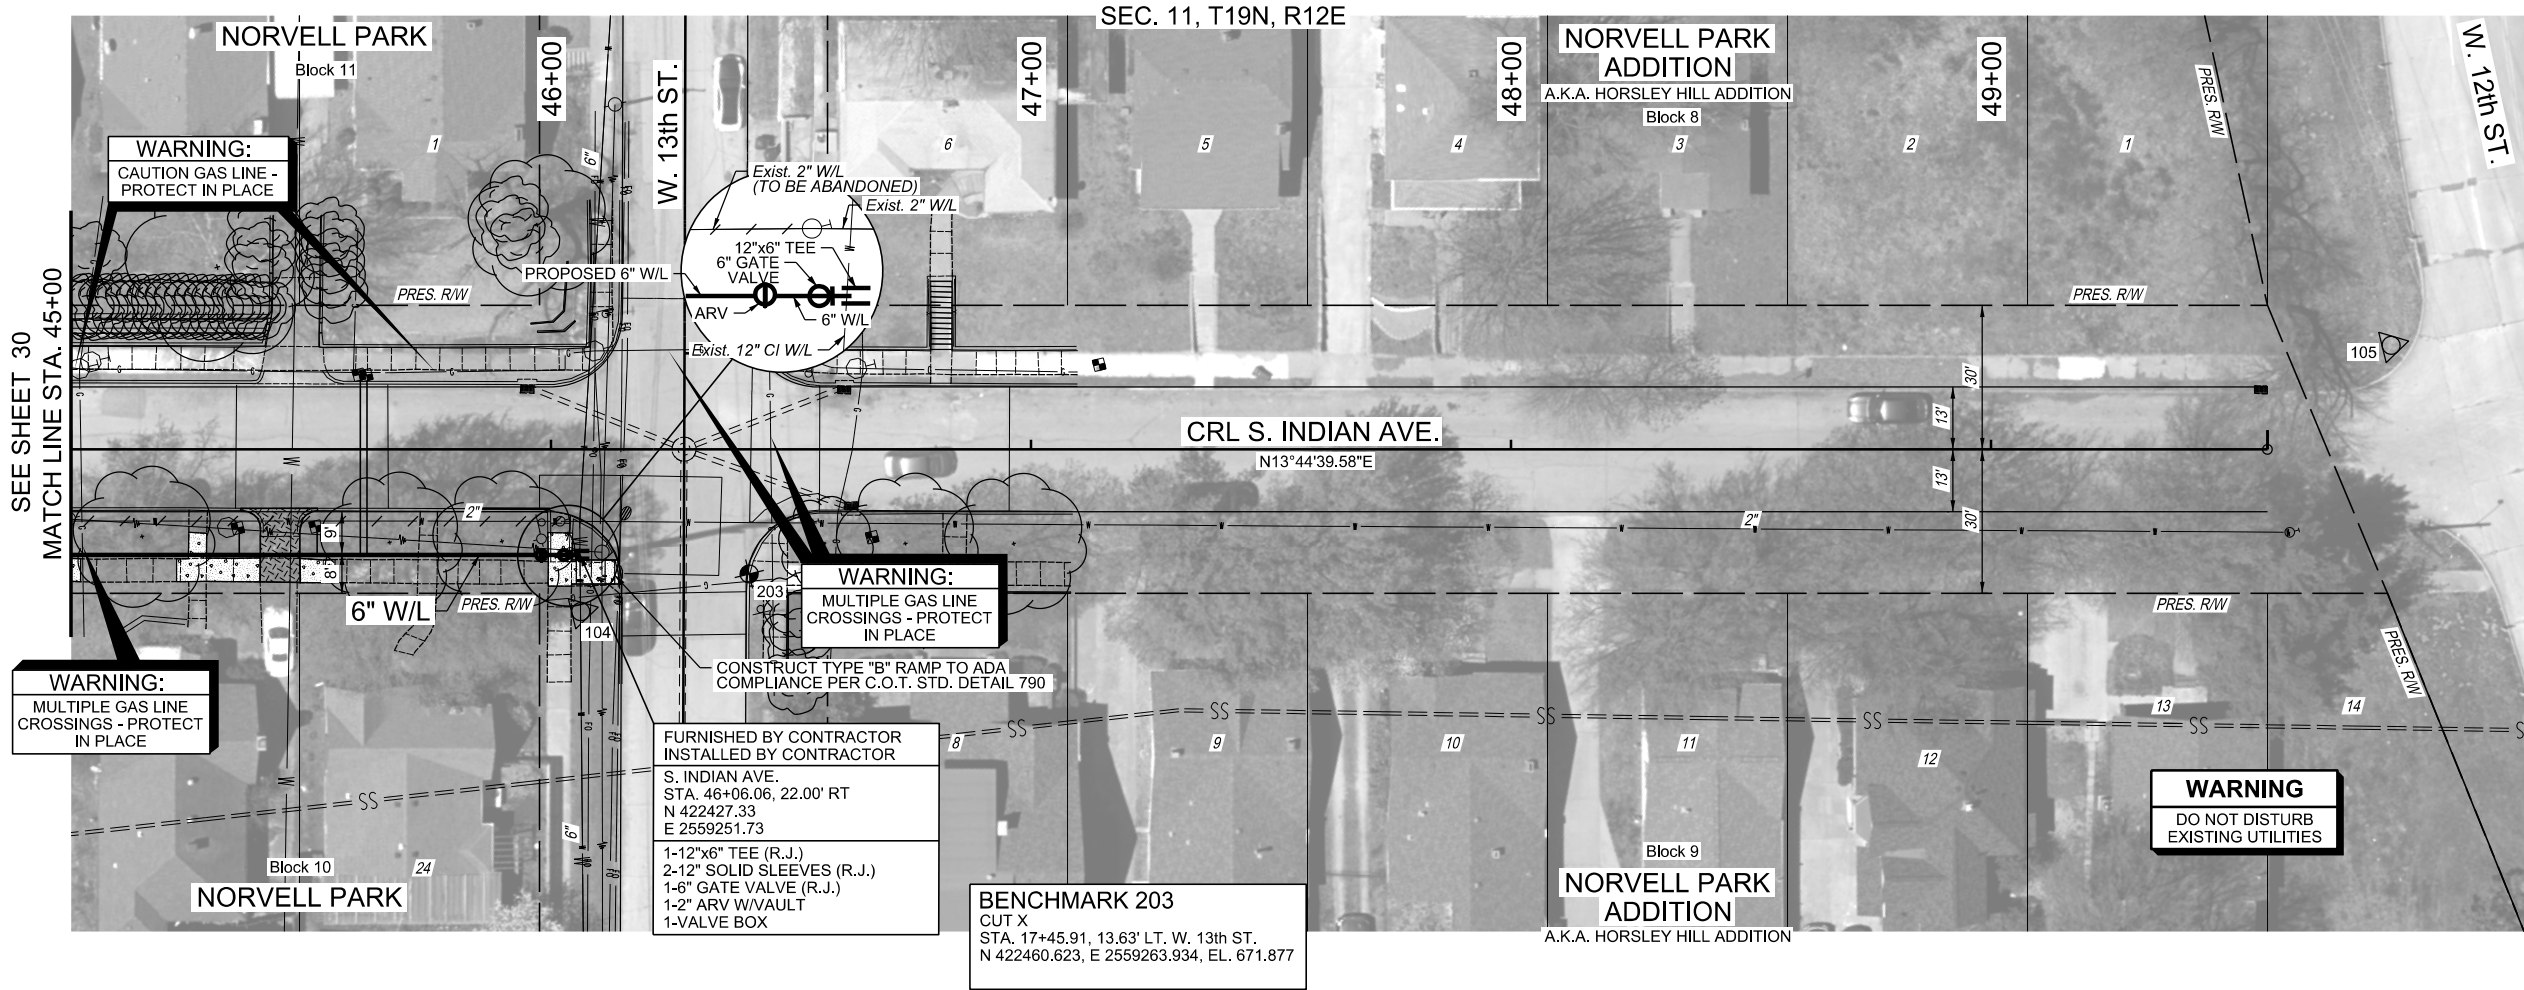 SEC. 11, T19N, R12E
NORVELL PARK
Block 11
46+00
W. 13th ST.
47+00
48+00
NORVELL PARK
ADDITION
A.K.A. HORSLEY HILL ADDITION
Block 8
49+00
W. 12th ST.
PRES. R/W
1
6
5
4
3
2
1
6"
WARNING:
CAUTION GAS LINE -
PROTECT IN PLACE
Exist. 2" W/L
(TO BE ABANDONED)
Exist. 2" W/L
12"x6" TEE
6" GATE
VALVE
PROPOSED 6" W/L
ARV
6" W/L
Exist. 12" CI W/L
PRES. R/W
PRES. R/W
SEE SHEET 30
MATCH LINE STA. 45+00
105
30'
13'
CRL S. INDIAN AVE.
N13°44'39.58"E
13'
30'
2"
2"
9'
8'
6" W/L
PRES. R/W
104
203
WARNING:
MULTIPLE GAS LINE
CROSSINGS - PROTECT
IN PLACE
PRES. R/W
PRES. R/W
CONSTRUCT TYPE "B" RAMP TO ADA
COMPLIANCE PER C.O.T. STD. DETAIL 790
WARNING:
MULTIPLE GAS LINE
CROSSINGS - PROTECT
IN PLACE
SS
SS
SS
SS
SS
SS
8
9
10
11
12
13
14
FURNISHED BY CONTRACTOR
INSTALLED BY CONTRACTOR
S. INDIAN AVE.
STA. 46+06.06, 22.00' RT
N 422427.33
E 2559251.73
1-12"x6" TEE (R.J.)
2-12" SOLID SLEEVES (R.J.)
1-6" GATE VALVE (R.J.)
1-2" ARV W/VAULT
1-VALVE BOX
6"
Block 10
24
NORVELL PARK
WARNING
DO NOT DISTURB
EXISTING UTILITIES
Block 9
NORVELL PARK
ADDITION
A.K.A. HORSLEY HILL ADDITION
BENCHMARK 203
CUT X
STA. 17+45.91, 13.63' LT. W. 13th ST.
N 422460.623, E 2559263.934, EL. 671.877